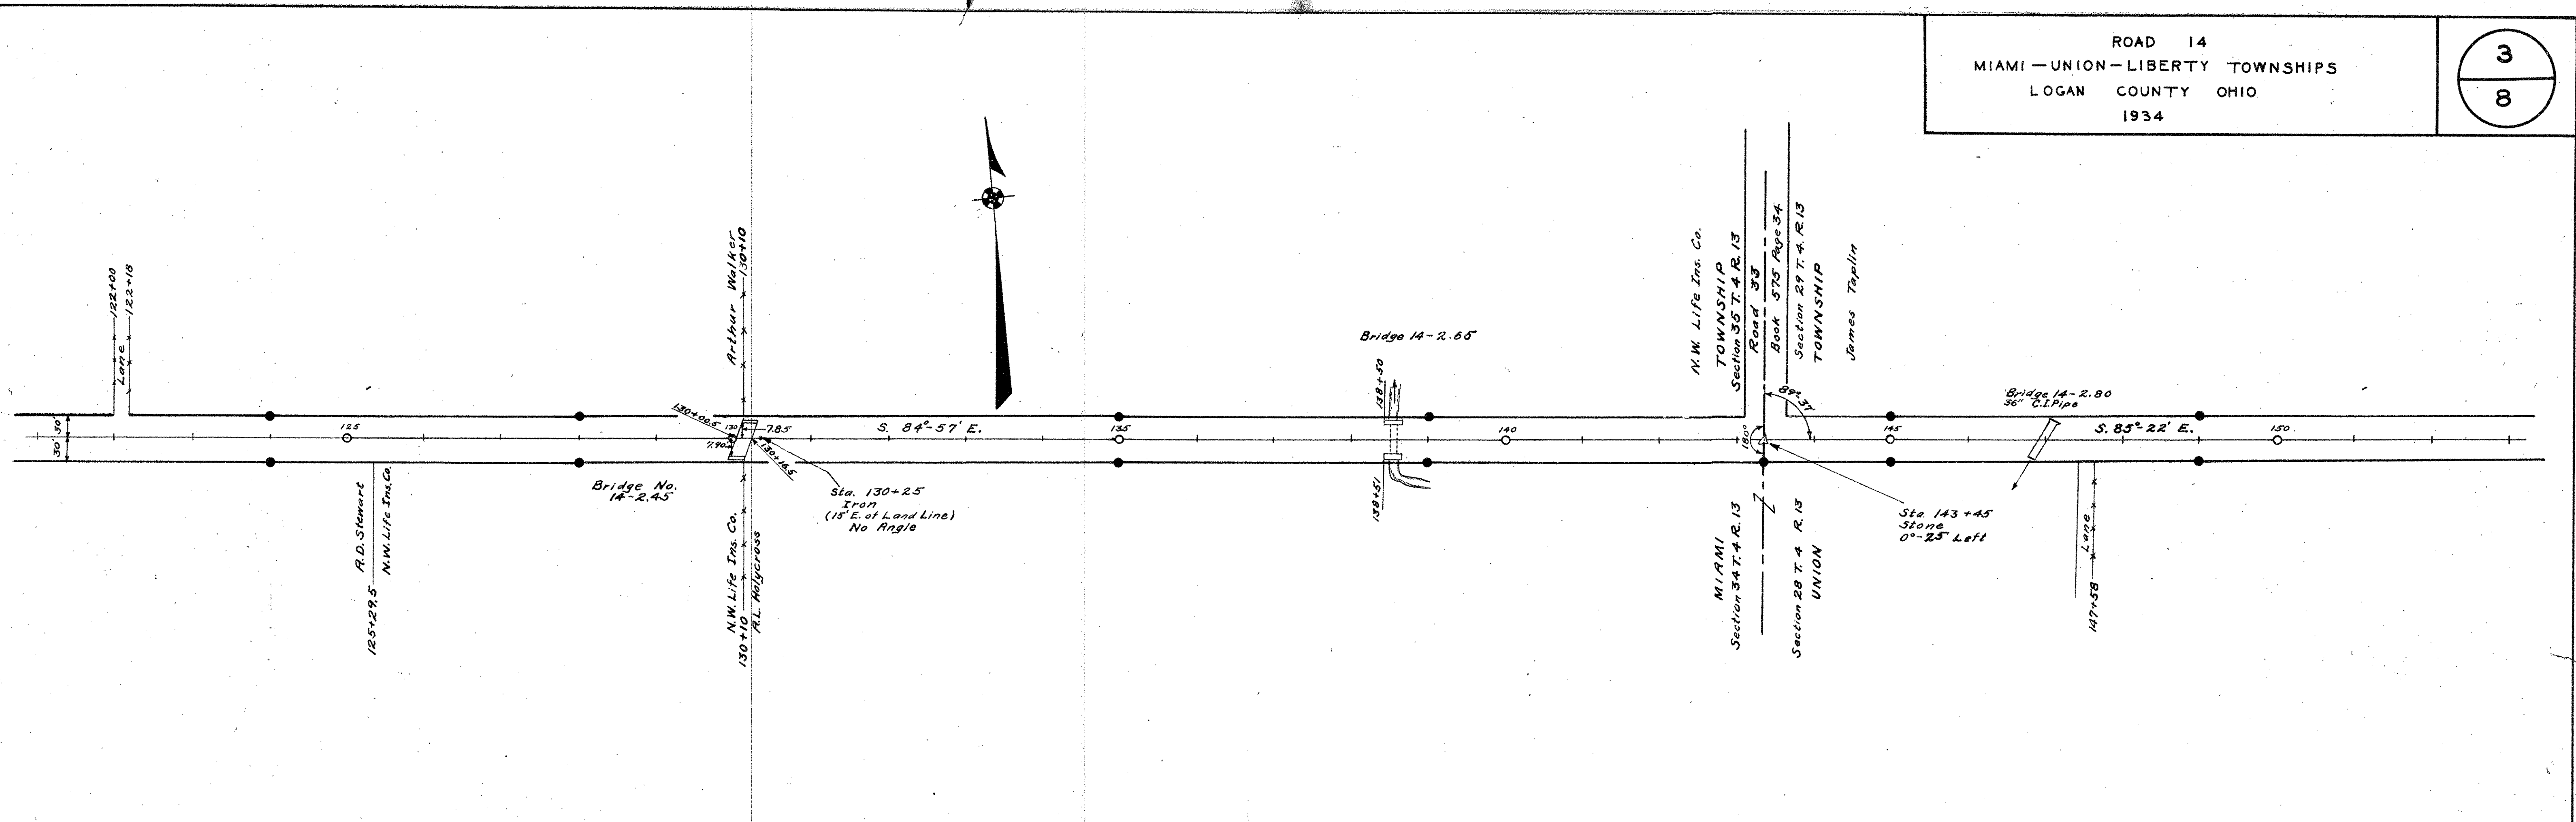 ROAD 14
MIAMI-UNION-LIBERTY TOWNSHIPS
LOGAN COUNTY OHIO
1934
3
8
122+00
122+18
Lane
30'
30'
125
A.D. Stewart
N.W. Life Ins. Co.
125+29.5
Bridge No.
14-2.45
Arthur Walker
130+10
130+00.5
130
7.85
7.90
130+16.5
N.W. Life Ins. Co.
130+10
A.L. Holycross
Sta. 130+25
Iron
(15' E. of Land Line)
No Angle
S. 84°-57' E.
135
Bridge 14-2.65
138+50
138+51
140
N.W. Life Ins. Co.
TOWNSHIP
Section 35 T. 4 R. 13
Road 33
Book 575 Page 34
Section 29 T. 4. R. 13
TOWNSHIP
James Taplin
89°-37'
180°
MIAMI
Section 34 T. 4 R. 13
Section 28 T. 4 R. 13
UNION
Sta. 143+45
Stone
0°-25' Left
145
Bridge 14-2.80
36" C.I. Pipe
S. 85°-22' E.
150
Lane
147+58